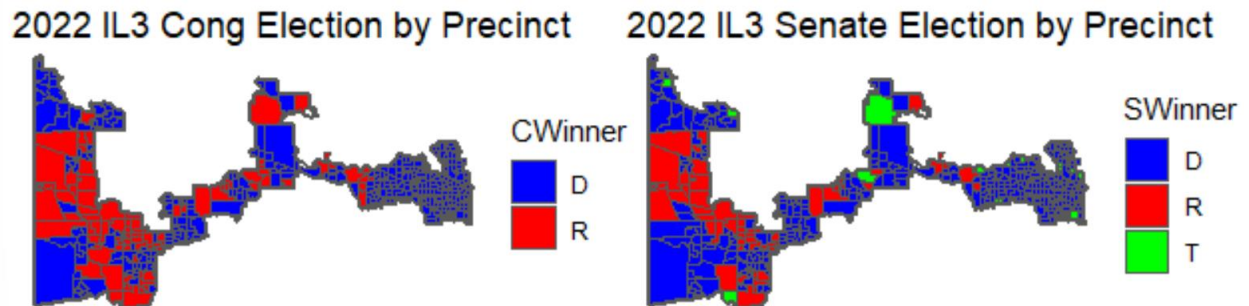 2022 IL3 Cong Election by Precinct
CWinner
D
R
2022 IL3 Senate Election by Precinct
SWinner
D
R
T